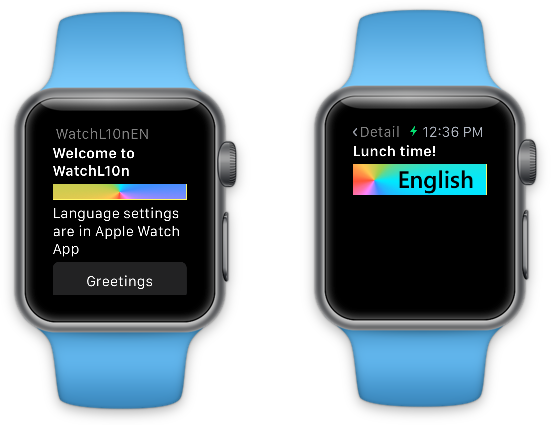 WatchL10nEN
Welcome to
WatchL10n
Language settings
are in Apple Watch
App
Greetings
‹Detail 12:36 PM
Lunch time!
English